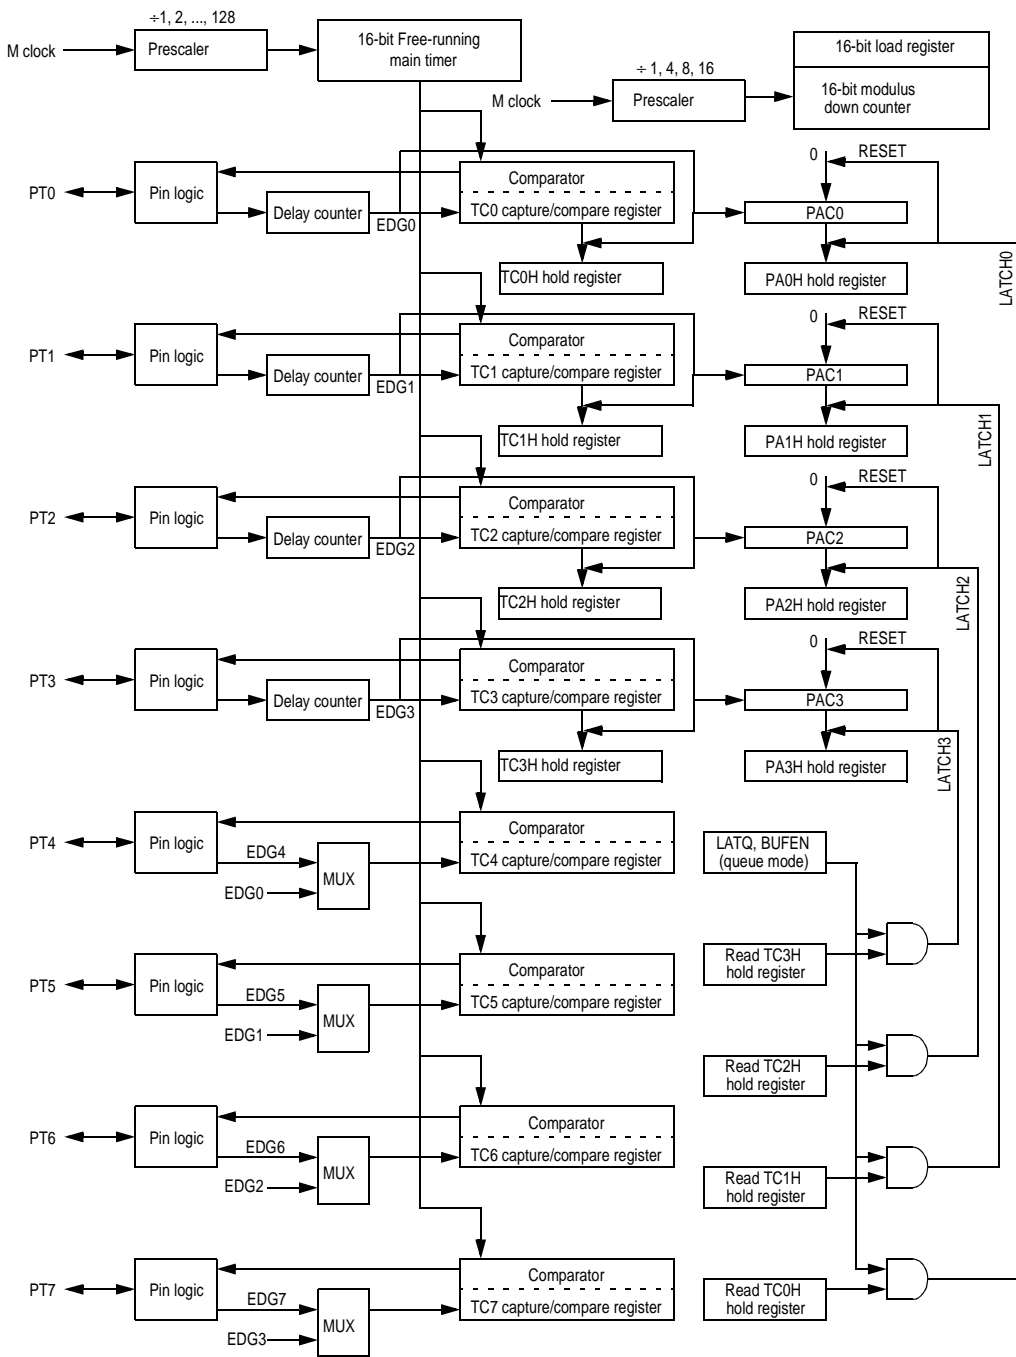 ÷1, 2, ..., 128
M clock
Prescaler
16-bit Free-running
main timer
÷ 1, 4, 8, 16
M clock
Prescaler
16-bit load register
16-bit modulus
down counter
PT0
Pin logic
Delay counter
EDG0
Comparator
TC0 capture/compare register
TC0H hold register
0
RESET
PAC0
PA0H hold register
LATCH0
PT1
Pin logic
Delay counter
EDG1
Comparator
TC1 capture/compare register
TC1H hold register
0
RESET
PAC1
PA1H hold register
LATCH1
PT2
Pin logic
Delay counter
EDG2
Comparator
TC2 capture/compare register
TC2H hold register
0
RESET
PAC2
PA2H hold register
LATCH2
PT3
Pin logic
Delay counter
EDG3
Comparator
TC3 capture/compare register
TC3H hold register
0
RESET
PAC3
PA3H hold register
LATCH3
PT4
Pin logic
EDG4
EDG0
MUX
Comparator
TC4 capture/compare register
LATQ, BUFEN
(queue mode)
Read TC3H
hold register
PT5
Pin logic
EDG5
EDG1
MUX
Comparator
TC5 capture/compare register
Read TC2H
hold register
PT6
Pin logic
EDG6
EDG2
MUX
Comparator
TC6 capture/compare register
Read TC1H
hold register
PT7
Pin logic
EDG7
EDG3
MUX
Comparator
TC7 capture/compare register
Read TC0H
hold register